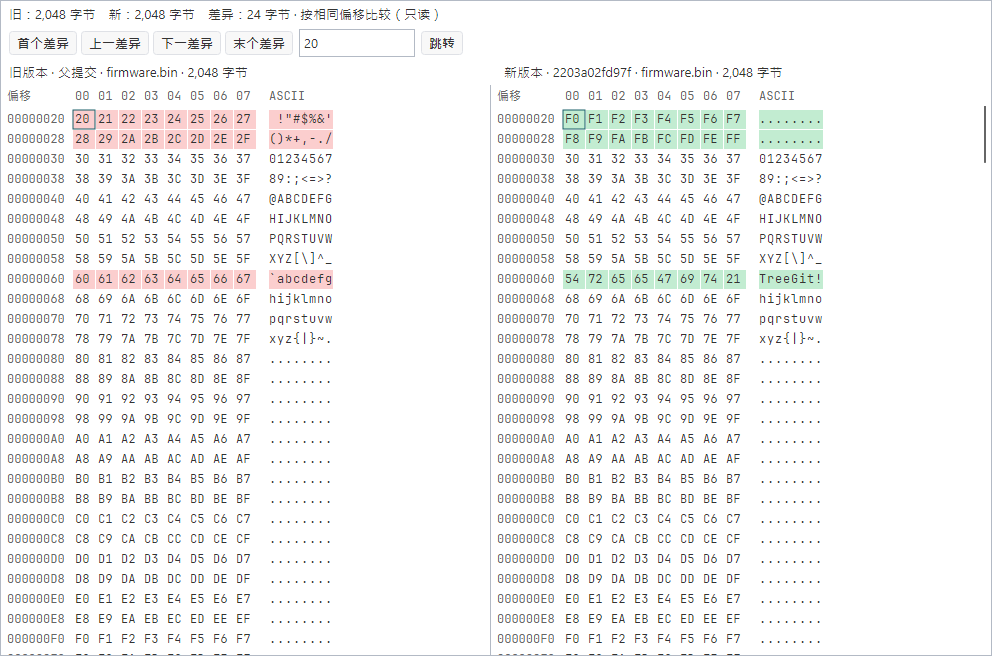 旧：2,048 字节 新：2,048 字节 差异：24 字节 · 按相同偏移比较（只读）
首个差异 上一差异 下一差异 末个差异 20 跳转
旧版本 · 父提交 · firmware.bin · 2,048 字节 新版本 · 2203a02fd97f · firmware.bin · 2,048 字节
偏移 00 01 02 03 04 05 06 07 ASCII 偏移 00 01 02 03 04 05 06 07 ASCII
00000020 20 21 22 23 24 25 26 27  !"#$%&' 00000020 F0 F1 F2 F3 F4 F5 F6 F7 ........
00000028 28 29 2A 2B 2C 2D 2E 2F ()*+,-./ 00000028 F8 F9 FA FB FC FD FE FF ........
00000030 30 31 32 33 34 35 36 37 01234567 00000030 30 31 32 33 34 35 36 37 01234567
00000038 38 39 3A 3B 3C 3D 3E 3F 89:;<=>? 00000038 38 39 3A 3B 3C 3D 3E 3F 89:;<=>?
00000040 40 41 42 43 44 45 46 47 @ABCDEFG 00000040 40 41 42 43 44 45 46 47 @ABCDEFG
00000048 48 49 4A 4B 4C 4D 4E 4F HIJKLMNO 00000048 48 49 4A 4B 4C 4D 4E 4F HIJKLMNO
00000050 50 51 52 53 54 55 56 57 PQRSTUVW 00000050 50 51 52 53 54 55 56 57 PQRSTUVW
00000058 58 59 5A 5B 5C 5D 5E 5F XYZ[\]^_ 00000058 58 59 5A 5B 5C 5D 5E 5F XYZ[\]^_
00000060 60 61 62 63 64 65 66 67 `abcdefg 00000060 54 72 65 65 47 69 74 21 TreeGit!
00000068 68 69 6A 6B 6C 6D 6E 6F hijklmno 00000068 68 69 6A 6B 6C 6D 6E 6F hijklmno
00000070 70 71 72 73 74 75 76 77 pqrstuvw 00000070 70 71 72 73 74 75 76 77 pqrstuvw
00000078 78 79 7A 7B 7C 7D 7E 7F xyz{|}~. 00000078 78 79 7A 7B 7C 7D 7E 7F xyz{|}~.
00000080 80 81 82 83 84 85 86 87 ........ 00000080 80 81 82 83 84 85 86 87 ........
00000088 88 89 8A 8B 8C 8D 8E 8F ........ 00000088 88 89 8A 8B 8C 8D 8E 8F ........
00000090 90 91 92 93 94 95 96 97 ........ 00000090 90 91 92 93 94 95 96 97 ........
00000098 98 99 9A 9B 9C 9D 9E 9F ........ 00000098 98 99 9A 9B 9C 9D 9E 9F ........
000000A0 A0 A1 A2 A3 A4 A5 A6 A7 ........ 000000A0 A0 A1 A2 A3 A4 A5 A6 A7 ........
000000A8 A8 A9 AA AB AC AD AE AF ........ 000000A8 A8 A9 AA AB AC AD AE AF ........
000000B0 B0 B1 B2 B3 B4 B5 B6 B7 ........ 000000B0 B0 B1 B2 B3 B4 B5 B6 B7 ........
000000B8 B8 B9 BA BB BC BD BE BF ........ 000000B8 B8 B9 BA BB BC BD BE BF ........
000000C0 C0 C1 C2 C3 C4 C5 C6 C7 ........ 000000C0 C0 C1 C2 C3 C4 C5 C6 C7 ........
000000C8 C8 C9 CA CB CC CD CE CF ........ 000000C8 C8 C9 CA CB CC CD CE CF ........
000000D0 D0 D1 D2 D3 D4 D5 D6 D7 ........ 000000D0 D0 D1 D2 D3 D4 D5 D6 D7 ........
000000D8 D8 D9 DA DB DC DD DE DF ........ 000000D8 D8 D9 DA DB DC DD DE DF ........
000000E0 E0 E1 E2 E3 E4 E5 E6 E7 ........ 000000E0 E0 E1 E2 E3 E4 E5 E6 E7 ........
000000E8 E8 E9 EA EB EC ED EE EF ........ 000000E8 E8 E9 EA EB EC ED EE EF ........
000000F0 F0 F1 F2 F3 F4 F5 F6 F7 ........ 000000F0 F0 F1 F2 F3 F4 F5 F6 F7 ........